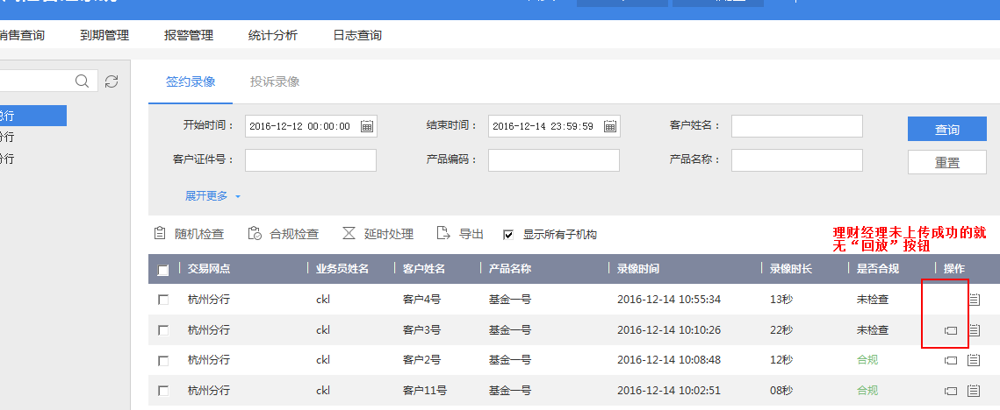 销售查询 到期管理 报警管理 统计分析 日志查询
签约录像 投诉录像
总行
分行
分行
开始时间： 2016-12-12 00:00:00 结束时间： 2016-12-14 23:59:59 客户姓名： 查询
客户证件号： 产品编码： 产品名称： 重置
展开更多
随机检查 合规检查 延时处理 导出 显示所有子机构
理财经理未上传成功的就
无“回放”按钮
交易网点 业务员姓名 客户姓名 产品名称 录像时间 录像时长 是否合规 操作
杭州分行 ckl 客户4号 基金一号 2016-12-14 10:55:34 13秒 未检查
杭州分行 ckl 客户3号 基金一号 2016-12-14 10:10:26 22秒 未检查
杭州分行 ckl 客户2号 基金一号 2016-12-14 10:08:48 12秒 合规
杭州分行 ckl 客户11号 基金一号 2016-12-14 10:02:51 08秒 合规